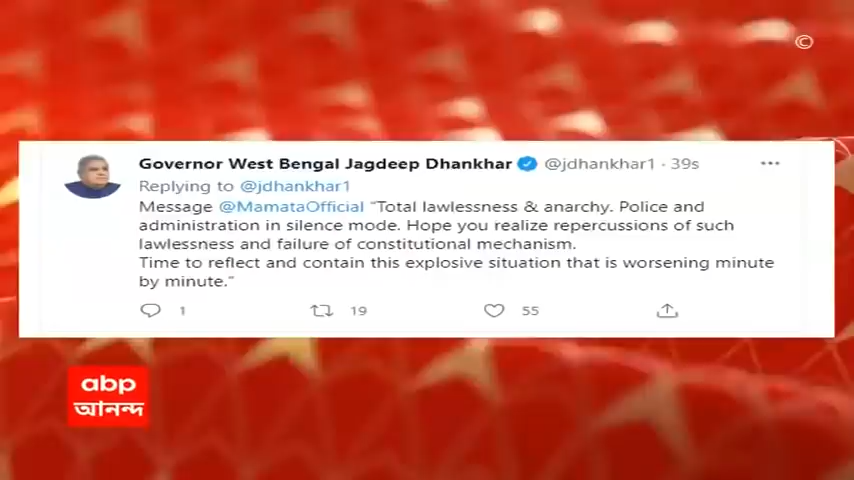 ©
Governor West Bengal Jagdeep Dhankhar @jdhankhar1 · 39s
Replying to @jdhankhar1
Message @MamataOfficial "Total lawlessness & anarchy. Police and
administration in silence mode. Hope you realize repercussions of such
lawlessness and failure of constitutional mechanism.
Time to reflect and contain this explosive situation that is worsening minute
by minute."
1 19 55
abp
আনন্দ